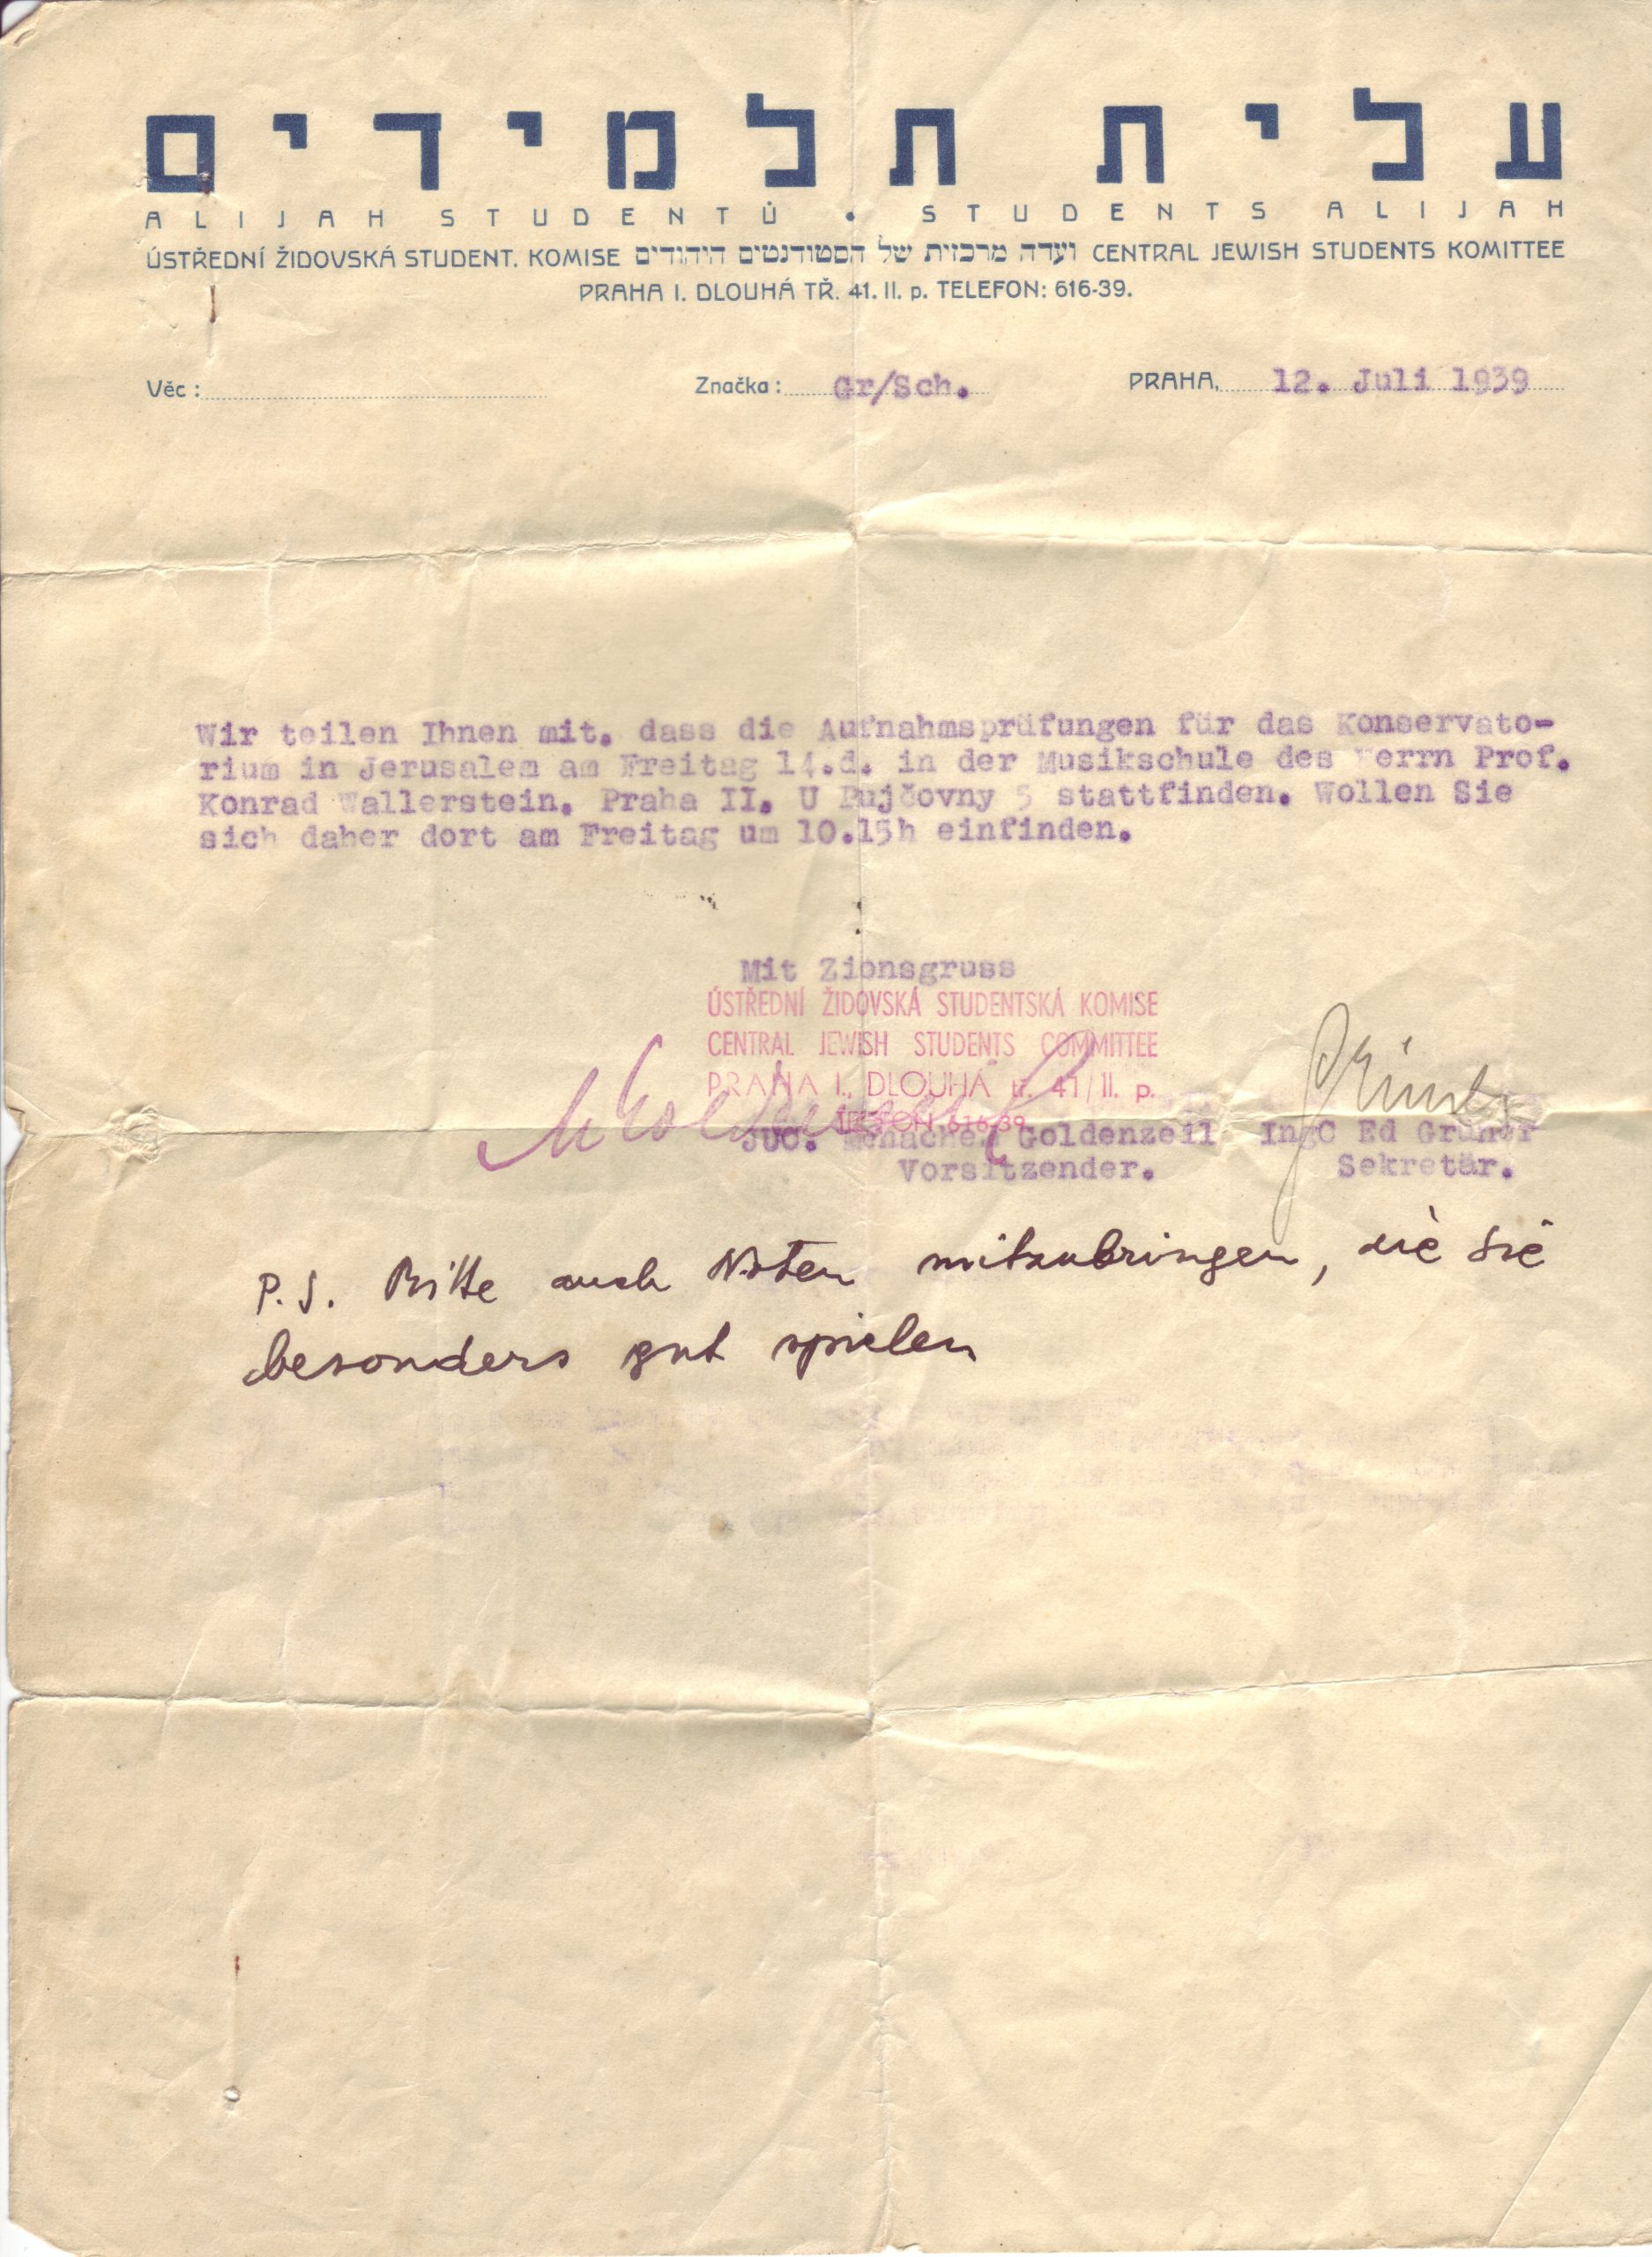 עלית תלמידים
ALIJAH STUDENTŮ • STUDENTS ALIJAH
ÚSTŘEDNÍ ŽIDOVSKÁ STUDENT. KOMISE ועדה מרכזית של הסטודנטים היהודים CENTRAL JEWISH STUDENTS KOMITTEE
PRAHA I. DLOUHÁ TŘ. 41. II. p. TELEFON: 616-39.
Věc : Značka : Gr/Sch. PRAHA, 12. Juli 1939
Wir teilen Ihnen mit. dass die Aufnahmsprüfungen für das Konservato-
rium in Jerusalem am Freitag 14.d. in der Musikschule des Herrn Prof.
Konrad Wallerstein. Praha II. U Pujčovny 5 stattfinden. Wollen Sie
sich daher dort am Freitag um 10.15h einfinden.
Mit Zionsgruss
ÚSTŘEDNÍ ŽIDOVSKÁ STUDENTSKÁ KOMISE
CENTRAL JEWISH STUDENTS COMMITTEE
PRAHA I., DLOUHÁ tř. 41/II. p.
TELEFON 616-39
JUC. Menachem Goldenzeil IngC Ed Grüner
Vorsitzender. Sekretär.
P.S. Bitte auch Noten mitzubringen, die Sie
besonders gut spielen